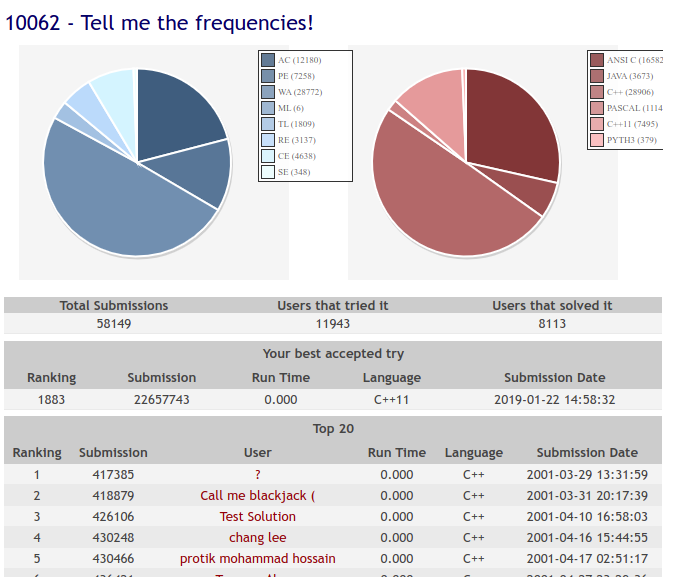 10062 - Tell me the frequencies!
AC (12180)
PE (7258)
WA (28772)
ML (6)
TL (1809)
RE (3137)
CE (4638)
SE (348)
ANSI C (16582
JAVA (3673)
C++ (28906)
PASCAL (1114
C++11 (7495)
PYTH3 (379)
Total Submissions Users that tried it Users that solved it
58149 11943 8113
Your best accepted try
Ranking Submission Run Time Language Submission Date
1883 22657743 0.000 C++11 2019-01-22 14:58:32
Top 20
Ranking Submission User Run Time Language Submission Date
1 417385 ? 0.000 C++ 2001-03-29 13:31:59
2 418879 Call me blackjack ( 0.000 C++ 2001-03-31 20:17:39
3 426106 Test Solution 0.000 C++ 2001-04-10 16:58:03
4 430248 chang lee 0.000 C++ 2001-04-16 15:44:55
5 430466 protik mohammad hossain 0.000 C++ 2001-04-17 02:51:17